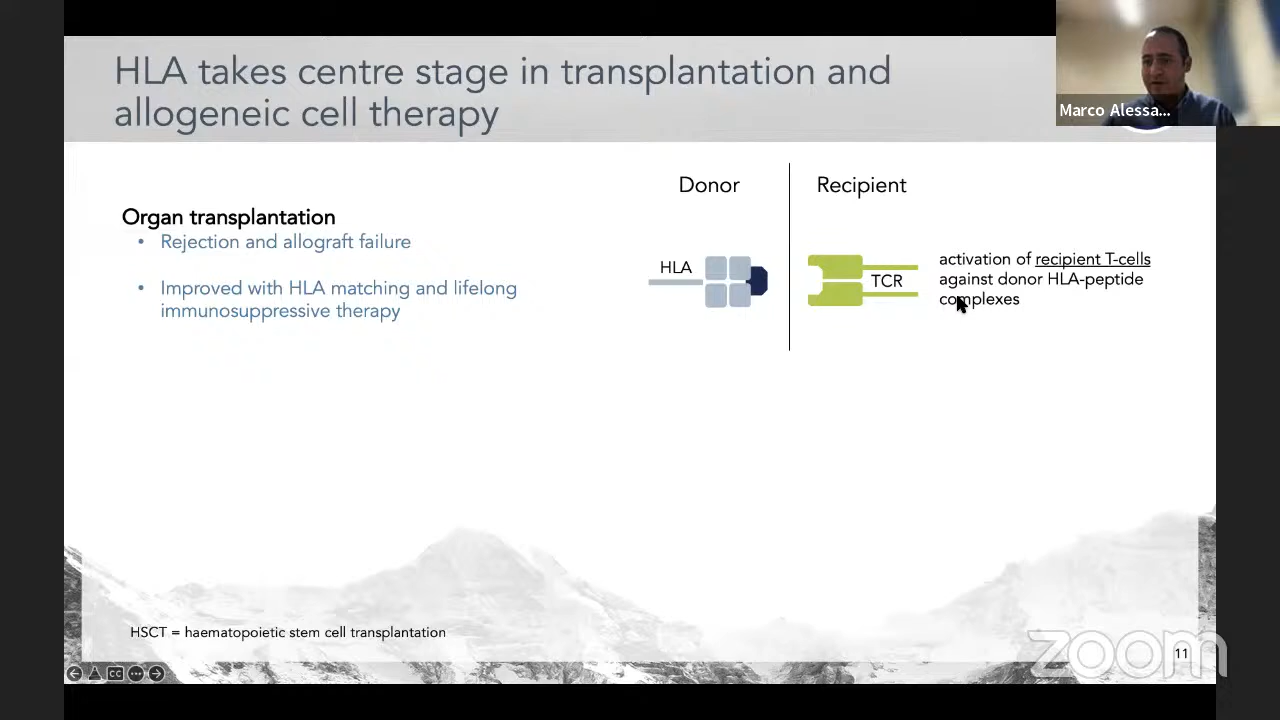 HLA takes centre stage in transplantation and
allogeneic cell therapy
Marco Alessa...
Donor
Recipient
Organ transplantation
• Rejection and allograft failure
• Improved with HLA matching and lifelong
immunosuppressive therapy
HLA
TCR
activation of recipient T-cells
against donor HLA-peptide
complexes
HSCT = haematopoietic stem cell transplantation
zoom
11
CC